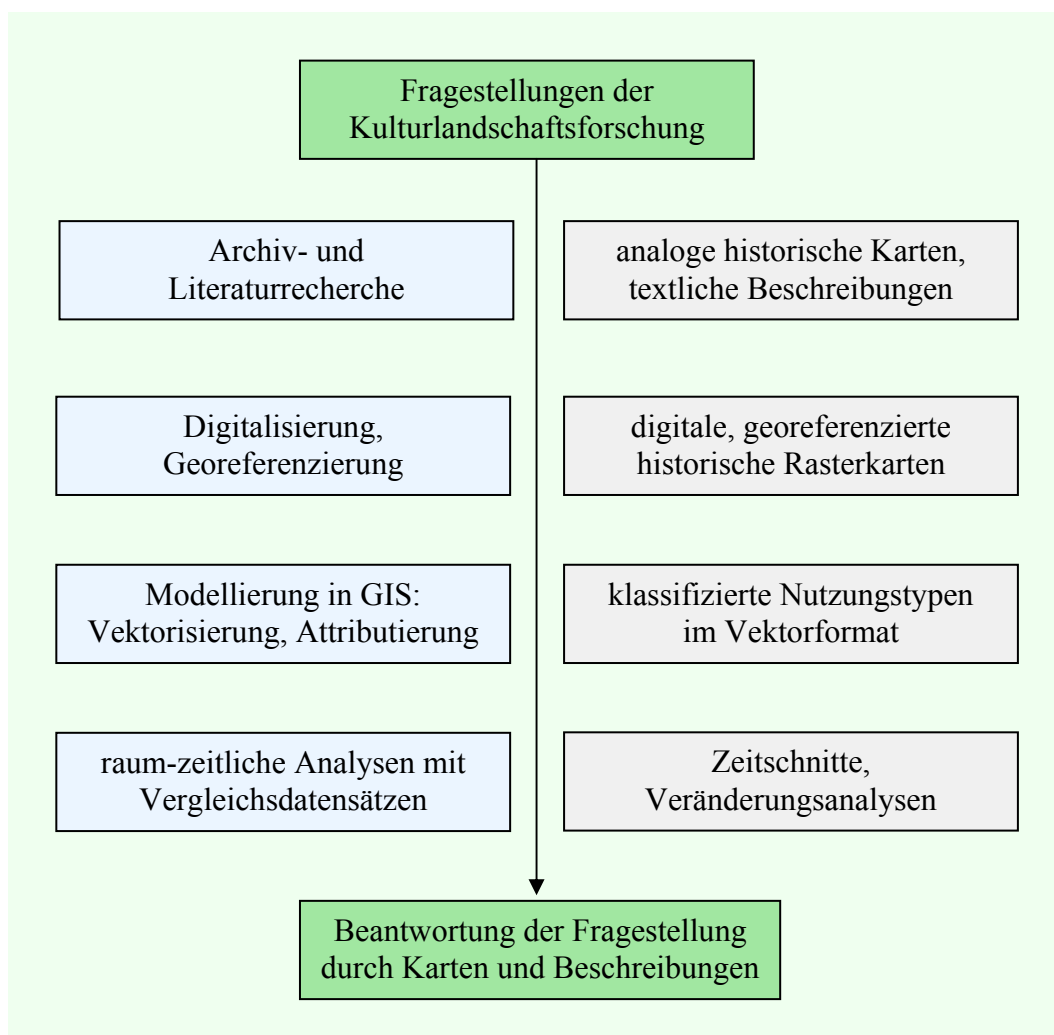 Fragestellungen der
Kulturlandschaftsforschung
Archiv- und
Literaturrecherche
analoge historische Karten,
textliche Beschreibungen
Digitalisierung,
Georeferenzierung
digitale, georeferenzierte
historische Rasterkarten
Modellierung in GIS:
Vektorisierung, Attributierung
klassifizierte Nutzungstypen
im Vektorformat
raum-zeitliche Analysen mit
Vergleichsdatensätzen
Zeitschnitte,
Veränderungsanalysen
Beantwortung der Fragestellung
durch Karten und Beschreibungen